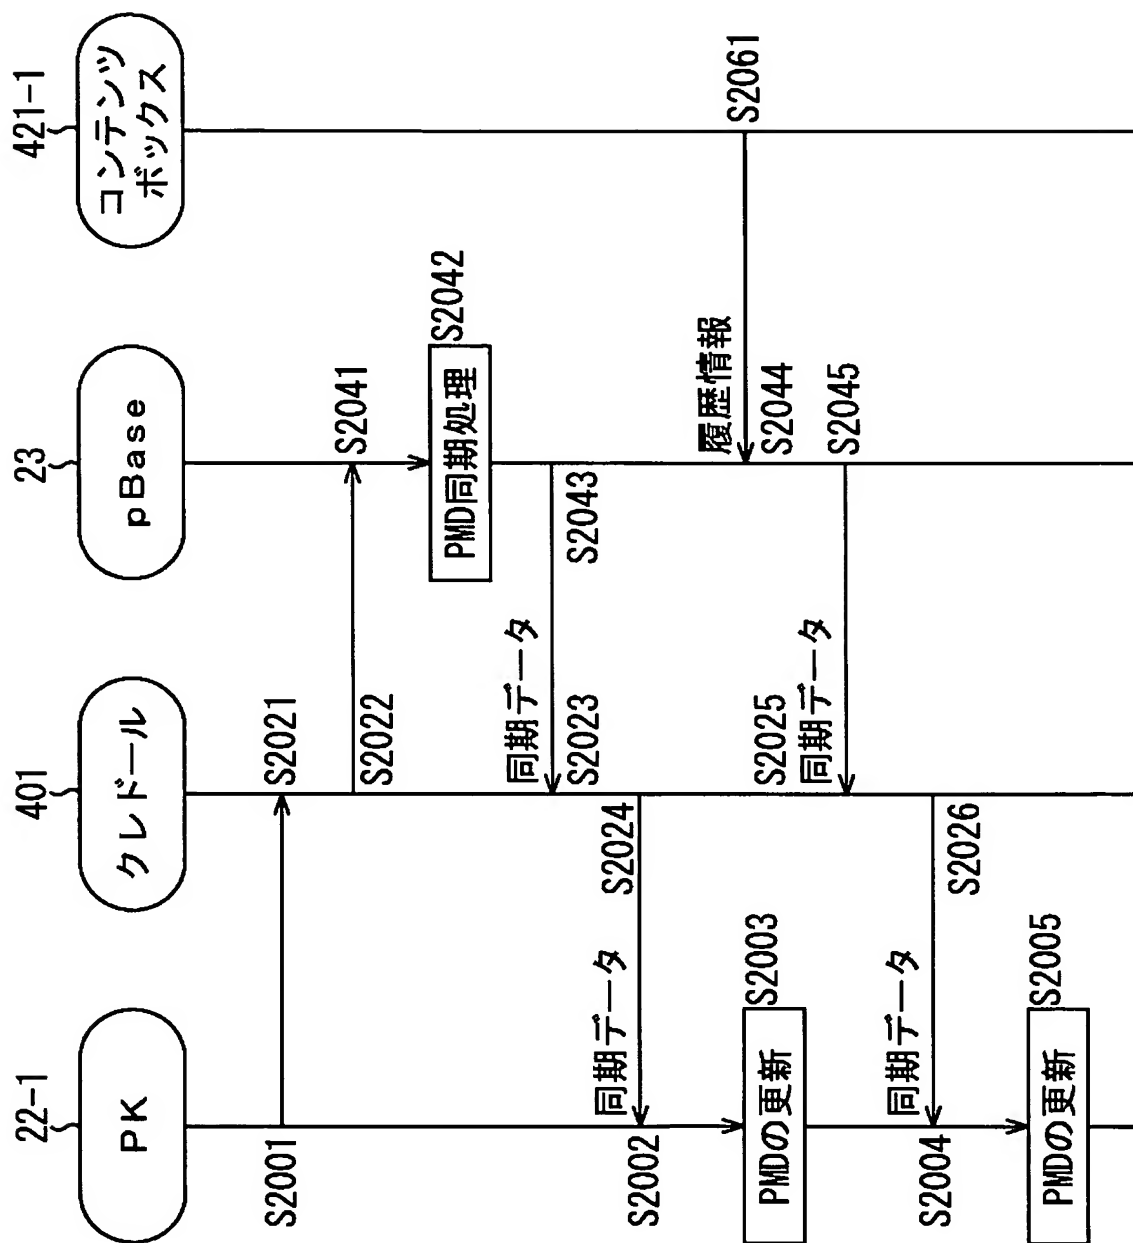 22-1
PK
401
クレドール
23
pBase
421-1
コンテンツ
ボックス
S2001
S2021
S2022
S2041
PMD同期処理
S2042
同期データ
S2043
S2023
S2024
同期データ
S2002
PMDの更新
S2003
履歴情報
S2061
S2044
S2045
S2025
同期データ
S2026
同期データ
S2004
PMDの更新
S2005